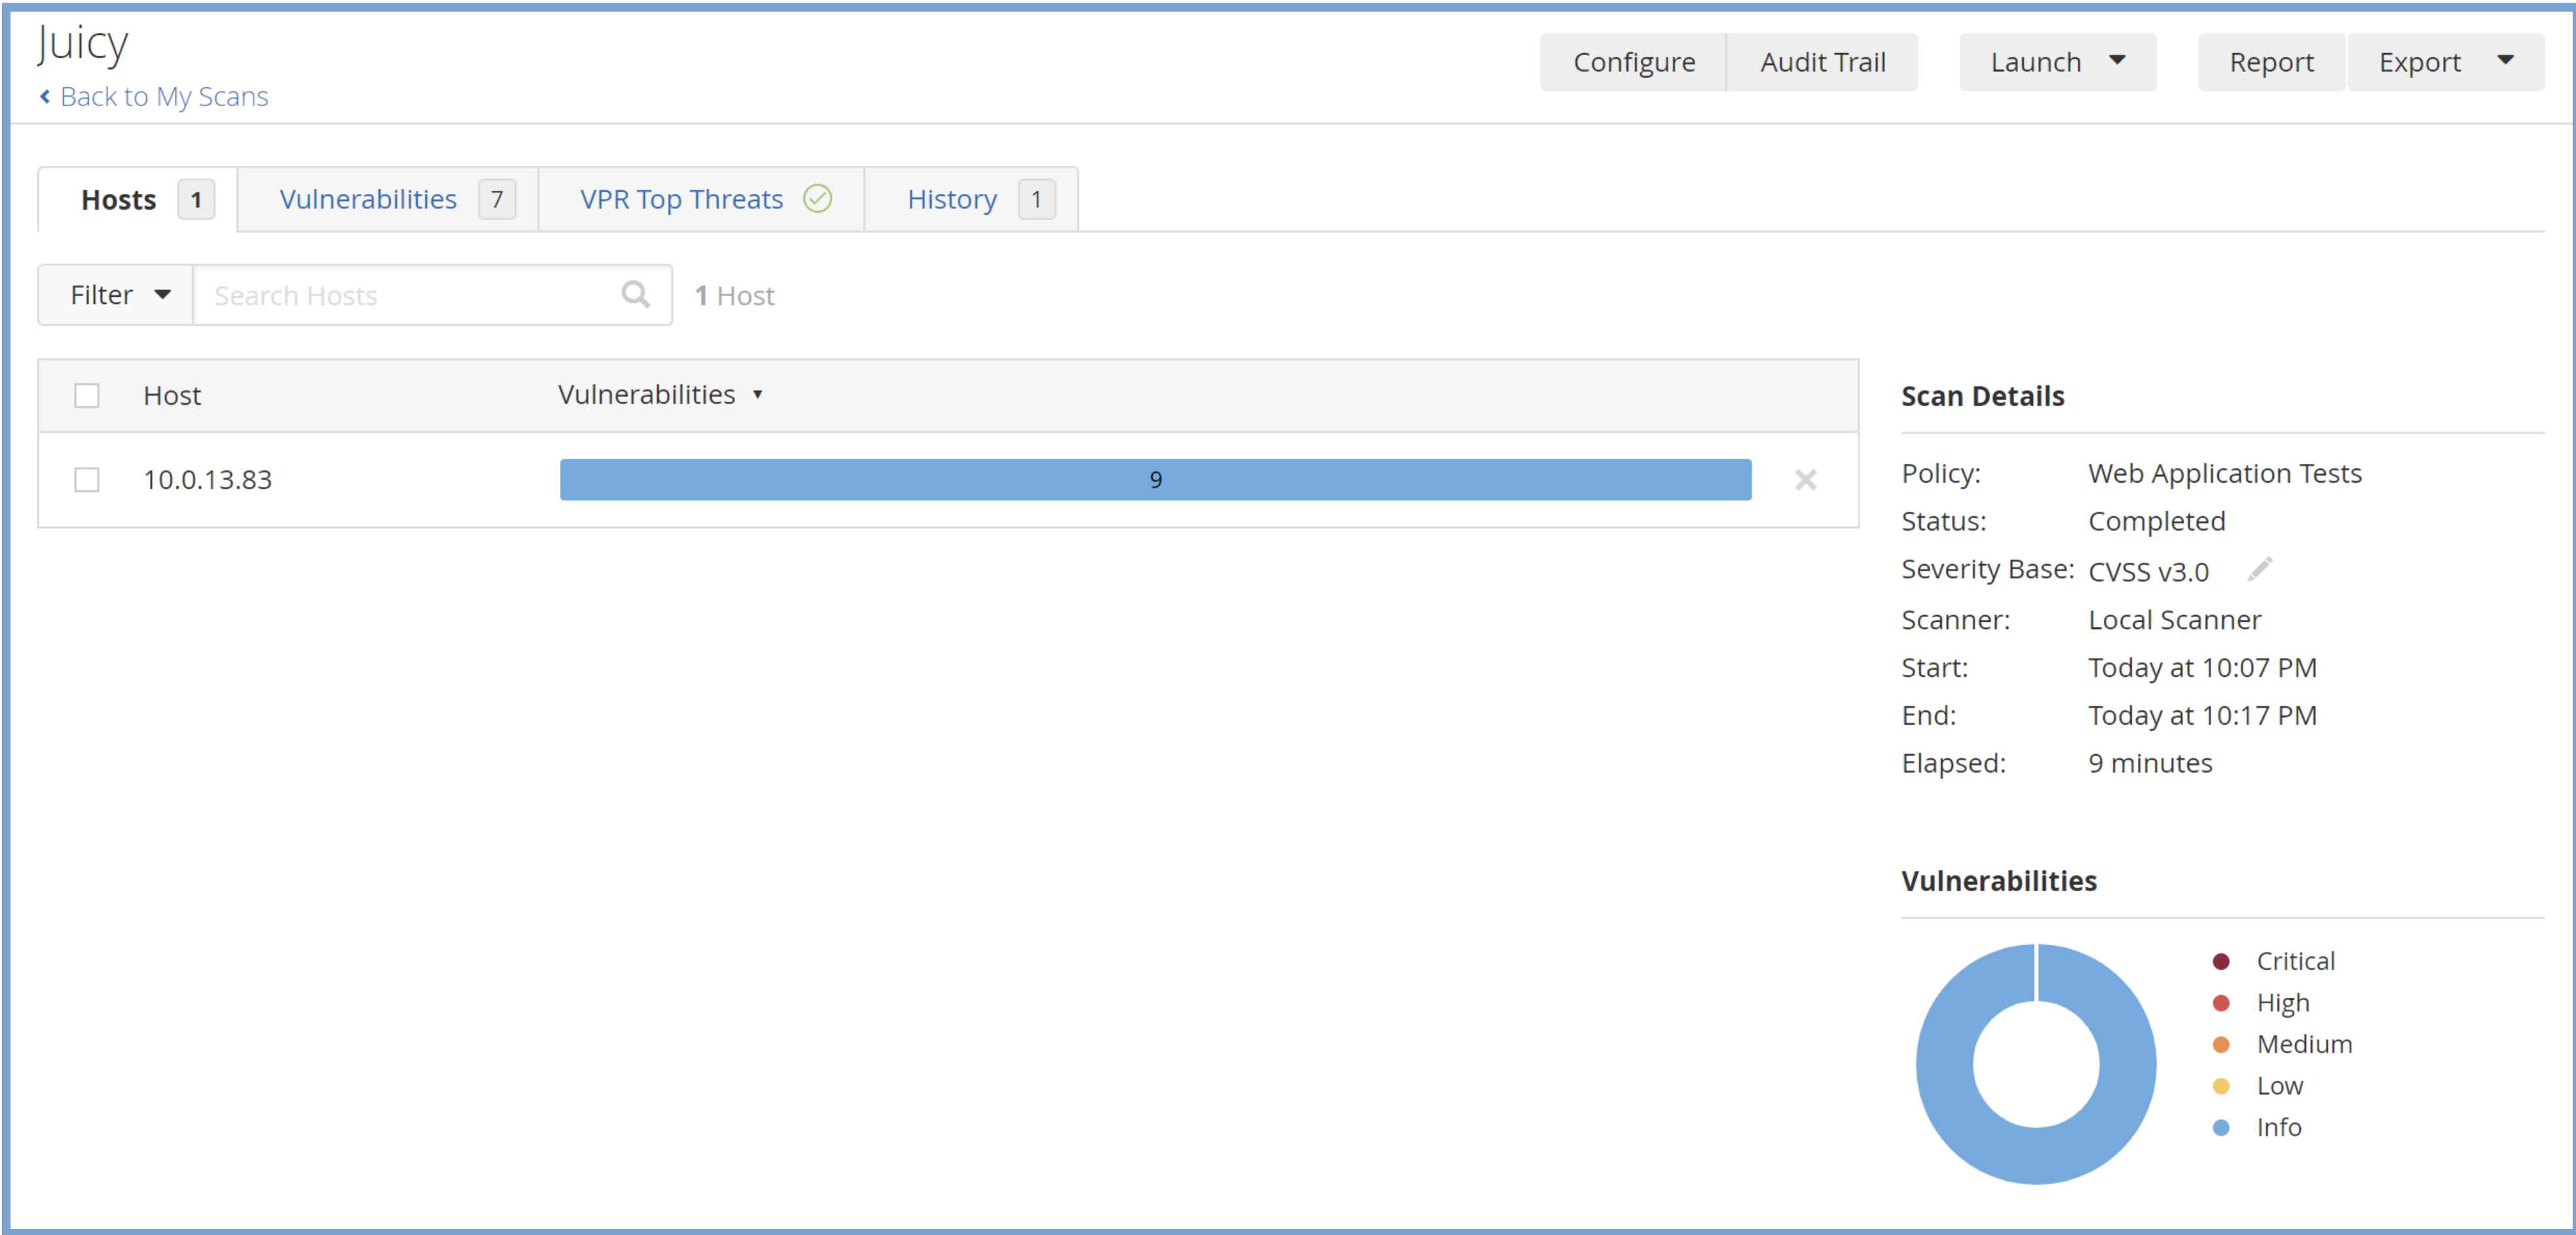 Juicy
Back to My Scans
Configure Audit Trail Launch Report Export
Hosts 1 Vulnerabilities 7 VPR Top Threats History 1
Filter Search Hosts 1 Host
Host Vulnerabilities
10.0.13.83 9
Scan Details
Policy: Web Application Tests
Status: Completed
Severity Base: CVSS v3.0
Scanner: Local Scanner
Start: Today at 10:07 PM
End: Today at 10:17 PM
Elapsed: 9 minutes
Vulnerabilities
Critical
High
Medium
Low
Info